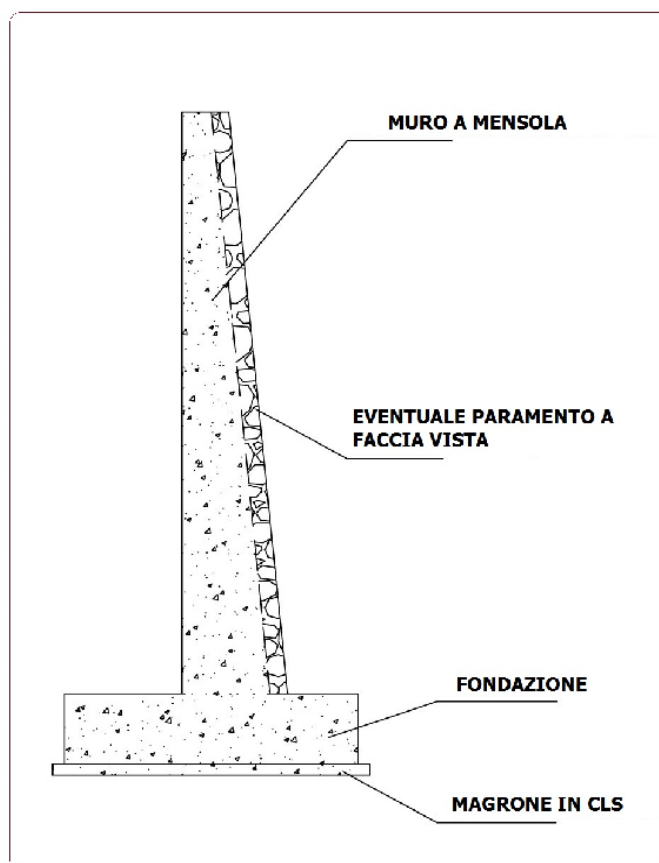 MURO A MENSOLA
EVENTUALE PARAMENTO A
FACCIA VISTA
FONDAZIONE
MAGRONE IN CLS